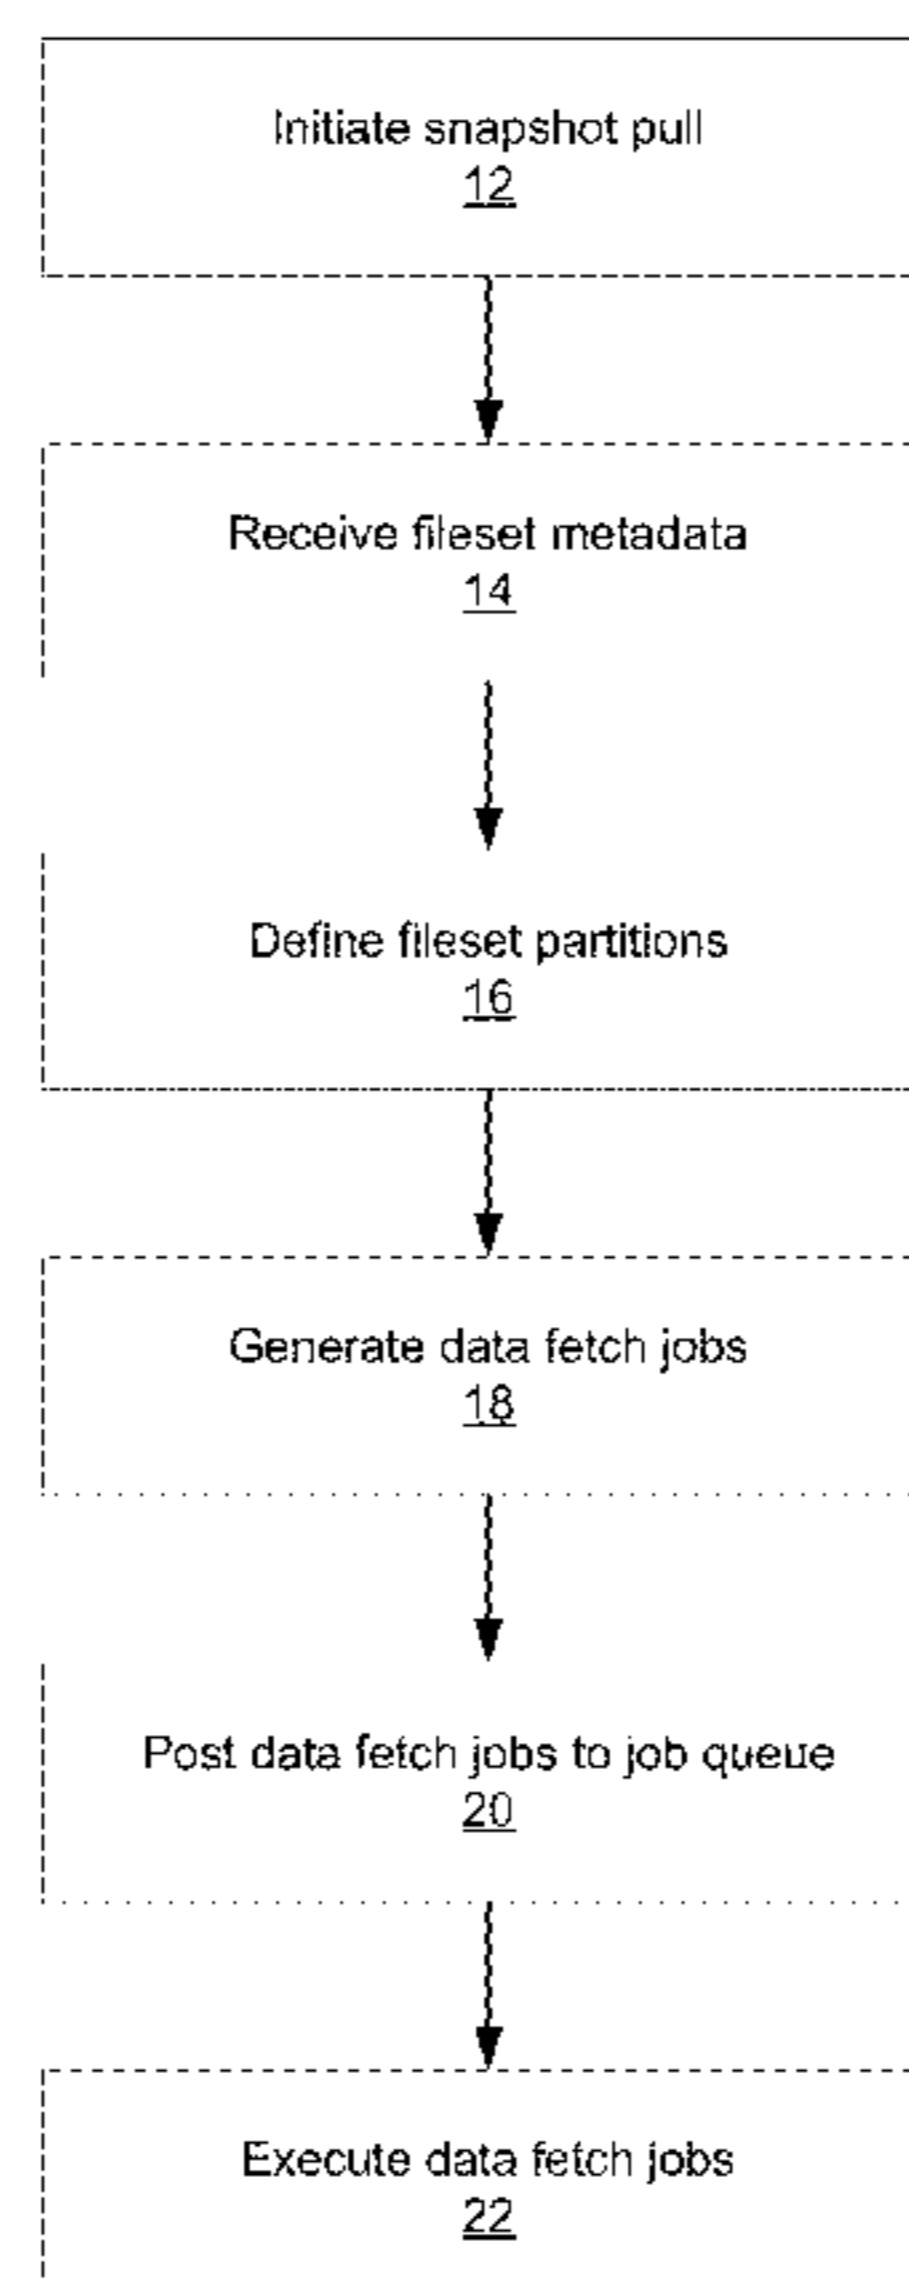 Initiate snapshot pull
12
Receive fileset metadata
14
Define fileset partitions
16
Generate data fetch jobs
18
Post data fetch jobs to job queue
20
Execute data fetch jobs
22